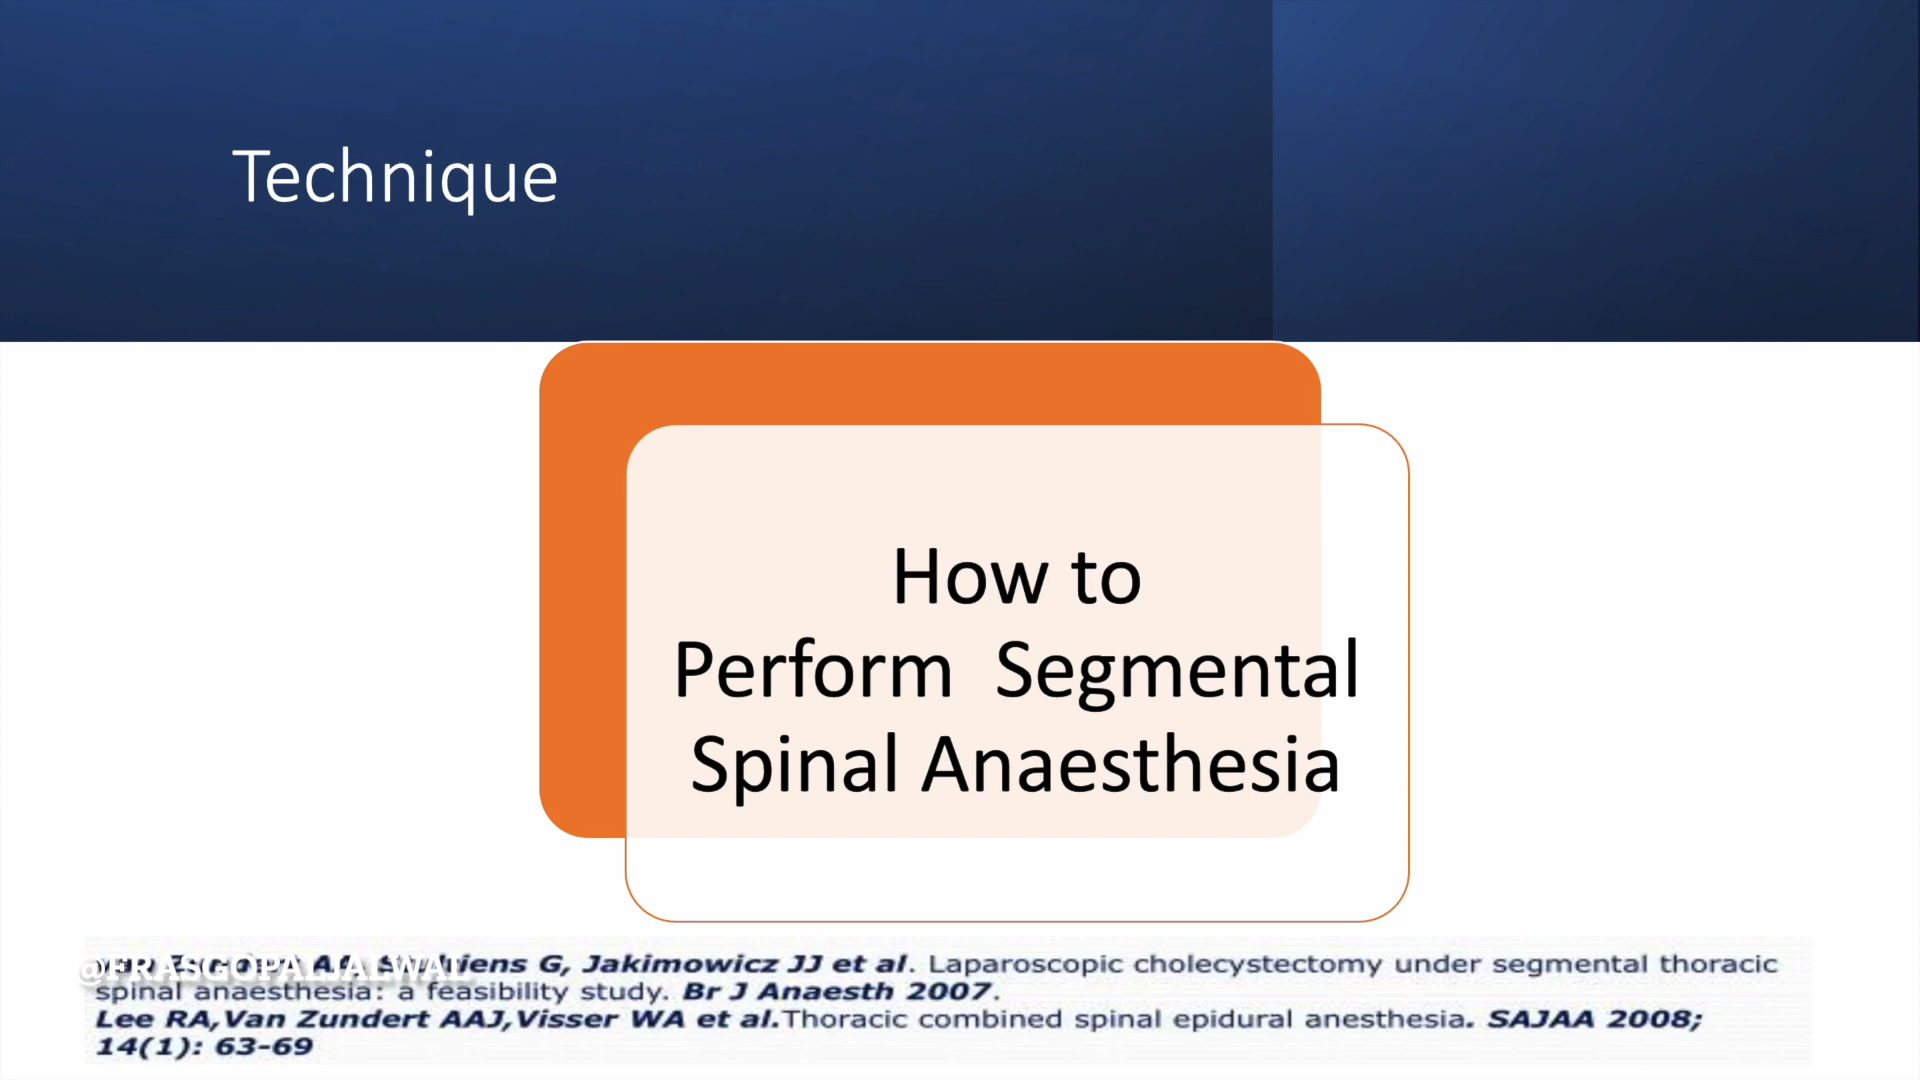 Technique
How to
Perform Segmental
Spinal Anaesthesia
iens G, Jakimowicz JJ et al. Laparoscopic cholecystectomy under segmental thoracic
@FRASGOPALJALWAL
spinal anaesthesia: a feasibility study. Br J Anaesth 2007.
Lee RA,Van Zundert AAJ,Visser WA et al.Thoracic combined spinal epidural anesthesia. SAJAA 2008;
14(1): 63-69